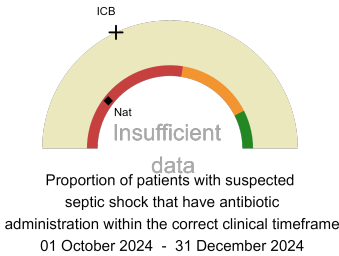 ICB
Nat
Insufficient
data
Proportion of patients with suspected
septic shock that have antibiotic
administration within the correct clinical timeframe
01 October 2024 - 31 December 2024